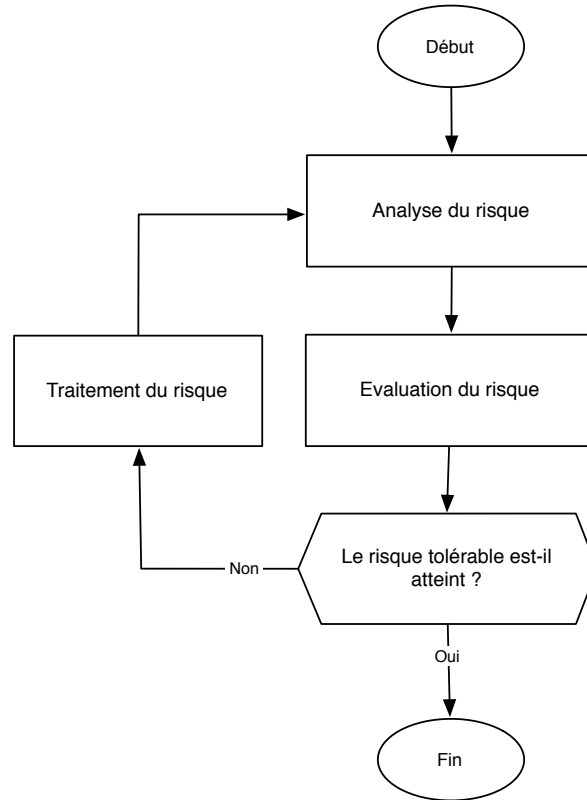 Début
Analyse du risque
Traitement du risque
Evaluation du risque
Le risque tolérable est-il
atteint ?
Non
Oui
Fin